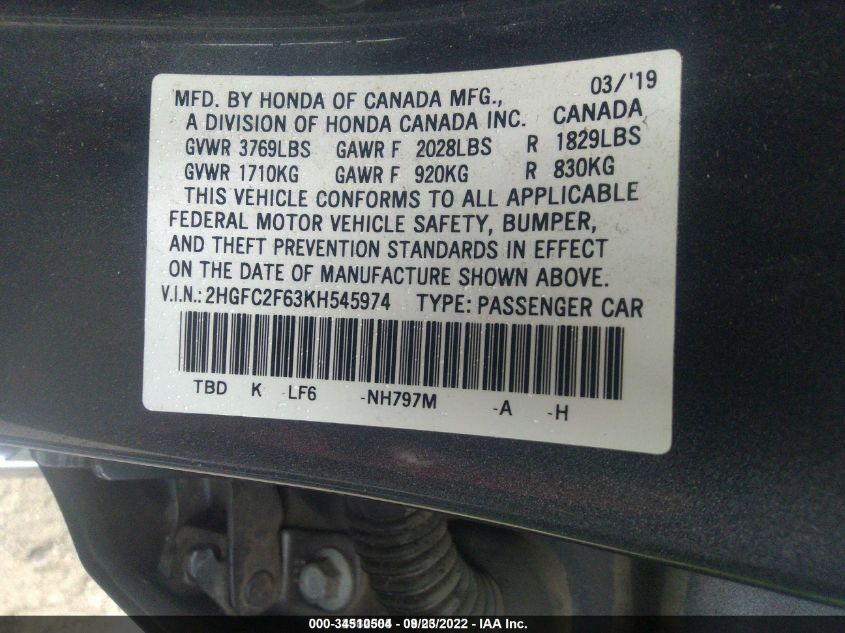 03/'19
MFD. BY HONDA OF CANADA MFG.,
A DIVISION OF HONDA CANADA INC. CANADA
GVWR 3769LBS GAWR F 2028LBS R 1829LBS
GVWR 1710KG GAWR F 920KG R 830KG
THIS VEHICLE CONFORMS TO ALL APPLICABLE
FEDERAL MOTOR VEHICLE SAFETY, BUMPER,
AND THEFT PREVENTION STANDARDS IN EFFECT
ON THE DATE OF MANUFACTURE SHOWN ABOVE.
V.I.N.: 2HGFC2F63KH545974 TYPE: PASSENGER CAR
TBD K -LF6 -NH797M -A -H
- IAA Inc.